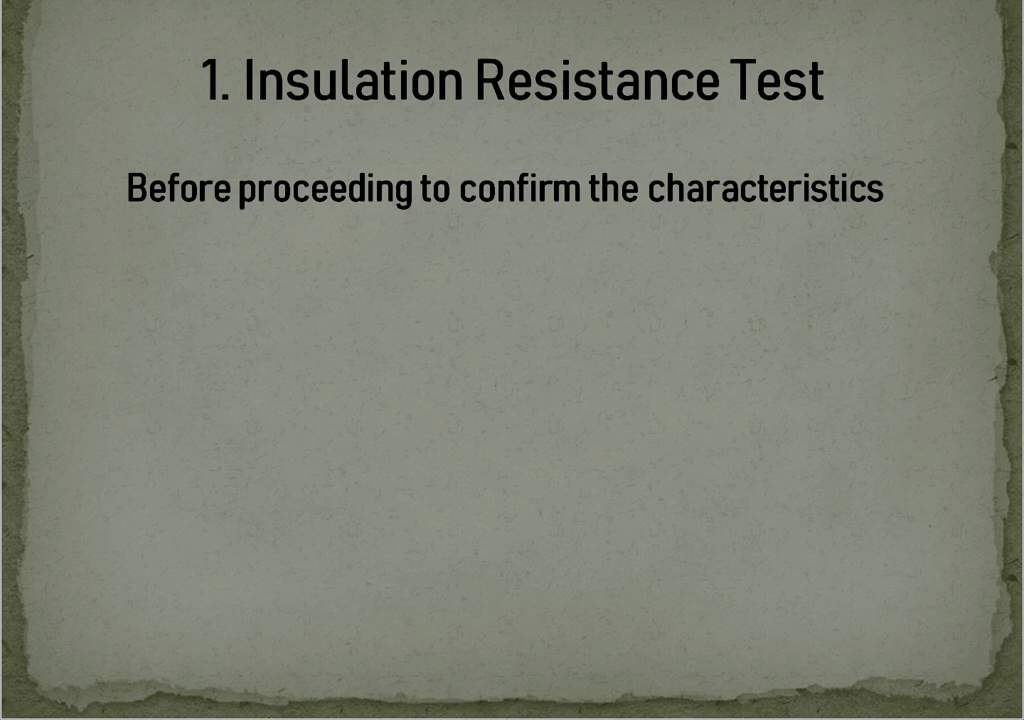 1. Insulation Resistance Test
Before proceeding to confirm the characteristics